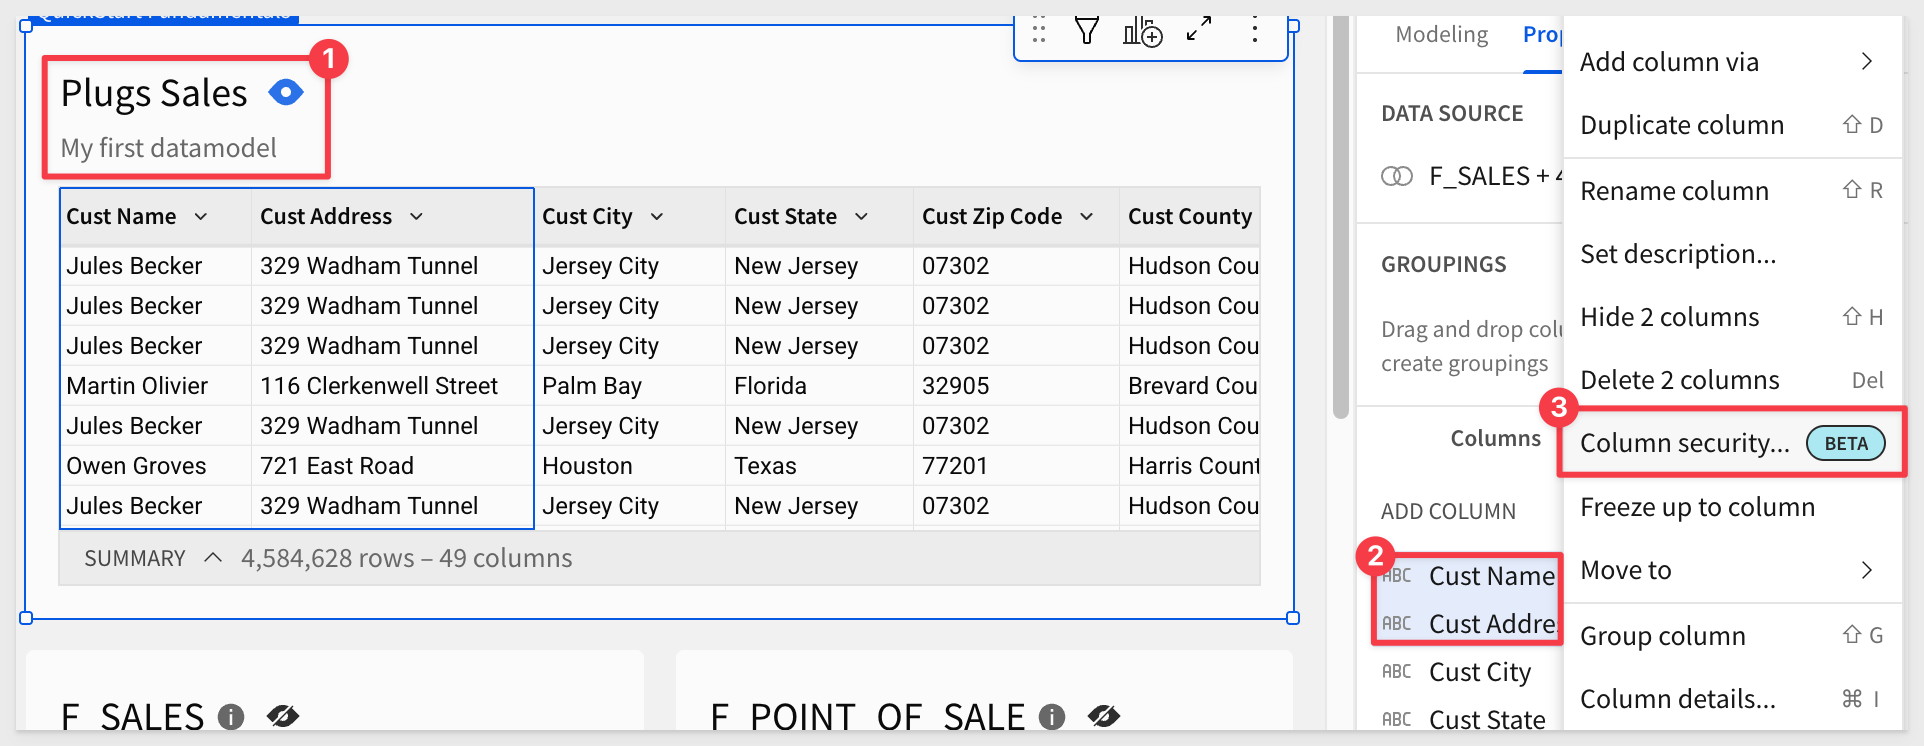 QuickStart Fundamentals
1
Plugs Sales
My first datamodel
Cust Name Cust Address Cust City Cust State Cust Zip Code Cust County
Jules Becker 329 Wadham Tunnel Jersey City New Jersey 07302 Hudson Cou
Jules Becker 329 Wadham Tunnel Jersey City New Jersey 07302 Hudson Cou
Jules Becker 329 Wadham Tunnel Jersey City New Jersey 07302 Hudson Cou
Martin Olivier 116 Clerkenwell Street Palm Bay Florida 32905 Brevard Cou
Jules Becker 329 Wadham Tunnel Jersey City New Jersey 07302 Hudson Cou
Owen Groves 721 East Road Houston Texas 77201 Harris Count
Jules Becker 329 Wadham Tunnel Jersey City New Jersey 07302 Hudson Cou
SUMMARY 4,584,628 rows – 49 columns
F_SALES
F_POINT_OF_SALE
Modeling Prop
DATA SOURCE
F_SALES + 4
GROUPINGS
Drag and drop colu
create groupings
Columns
ADD COLUMN
2
ABC Cust Name
ABC Cust Addre
ABC Cust City
ABC Cust State
Add column via
Duplicate column ⇧ D
Rename column ⇧ R
Set description...
Hide 2 columns ⇧ H
Delete 2 columns Del
3
Column security... BETA
Freeze up to column
Move to
Group column ⇧ G
Column details... ⌘ I